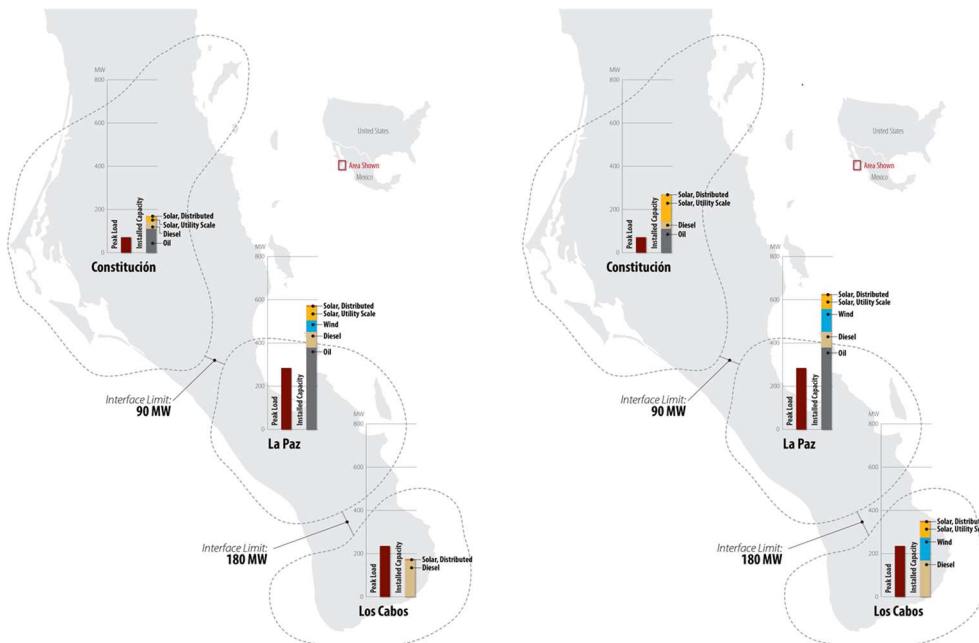 MW
800
600
400
200
0
Peak Load
Installed Capacity
Solar, Distributed
Solar, Utility Scale
Diesel
Oil
Constitución
United States
Area Shown
Mexico
MW
800
600
400
200
0
Peak Load
Installed Capacity
Solar, Distributed
Solar, Utility Scale
Wind
Diesel
Oil
La Paz
Interface Limit:
90 MW
MW
800
600
400
200
0
Peak Load
Installed Capacity
Solar, Distributed
Diesel
Los Cabos
Interface Limit:
180 MW
MW
800
600
400
200
0
Peak Load
Installed Capacity
Solar, Distributed
Solar, Utility Scale
Diesel
Oil
Constitución
United States
Area Shown
Mexico
MW
800
600
400
200
0
Peak Load
Installed Capacity
Solar, Distributed
Solar, Utility Scale
Wind
Diesel
Oil
La Paz
Interface Limit:
90 MW
MW
800
600
400
200
0
Peak Load
Installed Capacity
Solar, Distribut
Solar, Utility Sc
Wind
Diesel
Los Cabos
Interface Limit:
180 MW